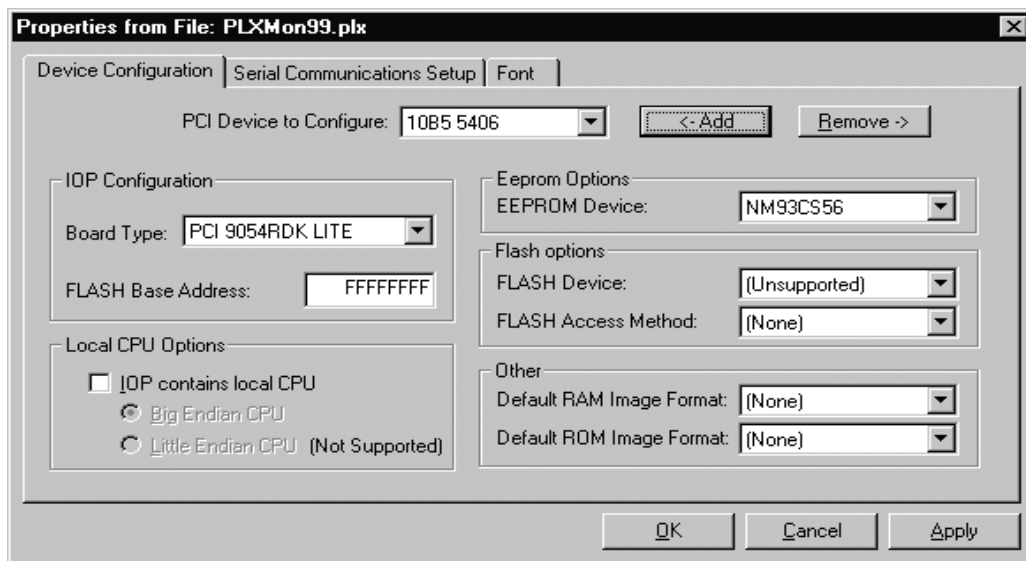 Properties from File: PLXMon99.plx
Device Configuration
Serial Communications Setup
Font
PCI Device to Configure: 10B5 5406
<- Add
Remove ->
IOP Configuration
Board Type: PCI 9054RDK LITE
FLASH Base Address: FFFFFFFF
Local CPU Options
IOP contains local CPU
Big Endian CPU
Little Endian CPU (Not Supported)
Eeprom Options
EEPROM Device: NM93CS56
Flash options
FLASH Device: (Unsupported)
FLASH Access Method: (None)
Other
Default RAM Image Format: (None)
Default ROM Image Format: (None)
OK
Cancel
Apply